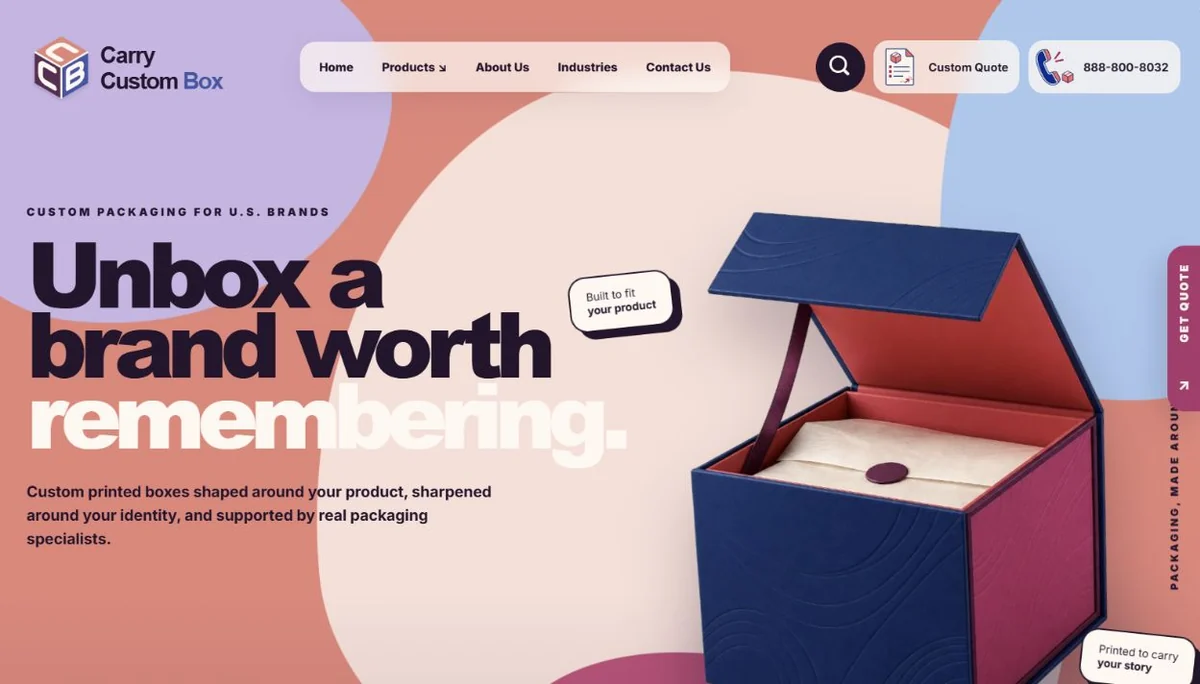 CCB
Carry
Custom Box
Home
Products
About Us
Industries
Contact Us
Custom Quote
888-800-8032
CUSTOM PACKAGING FOR U.S. BRANDS
Unbox a
brand worth
remembering.
Built to fit
your product
Custom printed boxes shaped around your product, sharpened
around your identity, and supported by real packaging
specialists.
GET QUOTE
PACKAGING, MADE
Printed to carry
your story